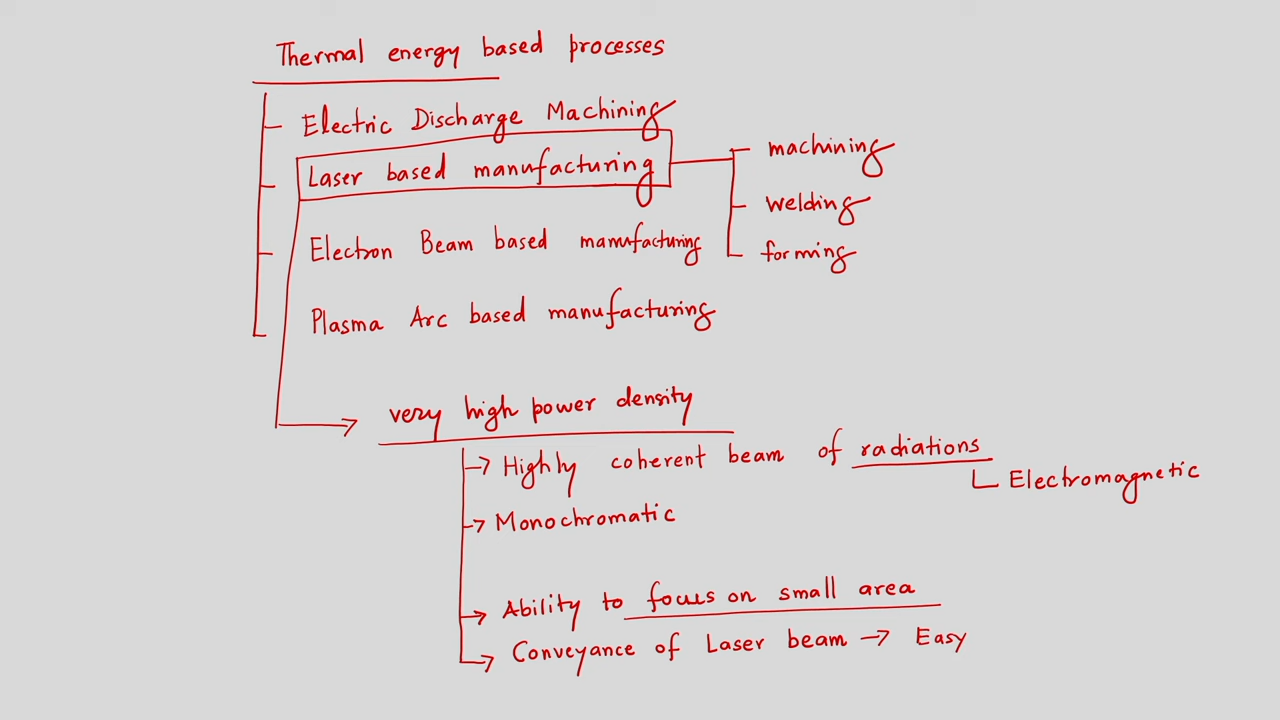 Thermal energy based processes
Electric Discharge Machining
Laser based manufacturing
machining
welding
forming
Electron Beam based manufacturing
Plasma Arc based manufacturing
very high power density
→ Highly coherent beam of radiations
Electromagnetic
→ Monochromatic
→ Ability to focus on small area
→ Conveyance of Laser beam → Easy